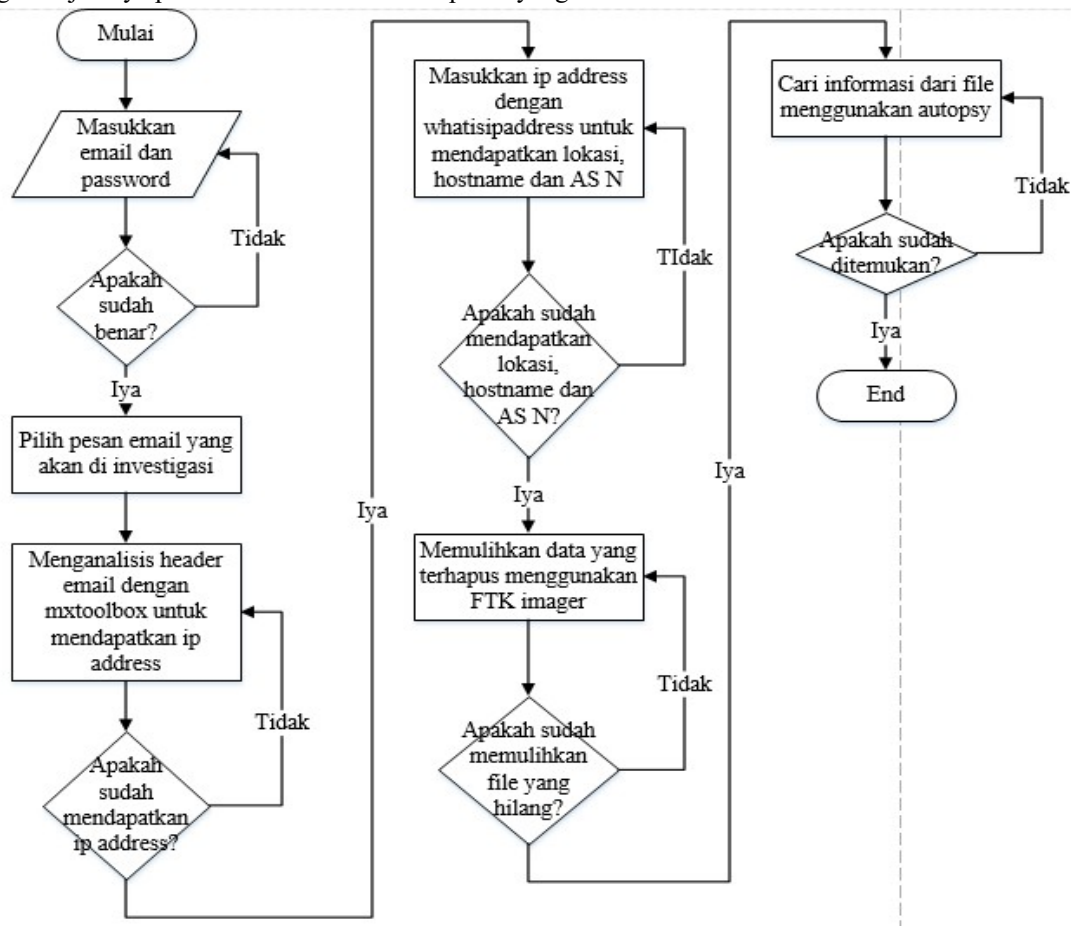 Mulai
Masukkan
email dan
password
Tidak
Apakah
sudah
benar?
Iya
Pilih pesan email yang
akan di investigasi
Menganalisis header
email dengan
mxtoolbox untuk
mendapatkan ip
address
Tidak
Apakah
sudah
mendapatkan
ip address?
Iya
Masukkan ip address
dengan
whatisipaddress untuk
mendapatkan lokasi,
hostname dan AS N
TIdak
Apakah sudah
mendapatkan
lokasi,
hostname dan
AS N?
Iya
Memulihkan data yang
terhapus menggunakan
FTK imager
Tidak
Apakah sudah
memulihkan
file yang
hilang?
Iya
Cari informasi dari file
menggunakan autopsy
Tidak
Apakah sudah
ditemukan?
Iya
End